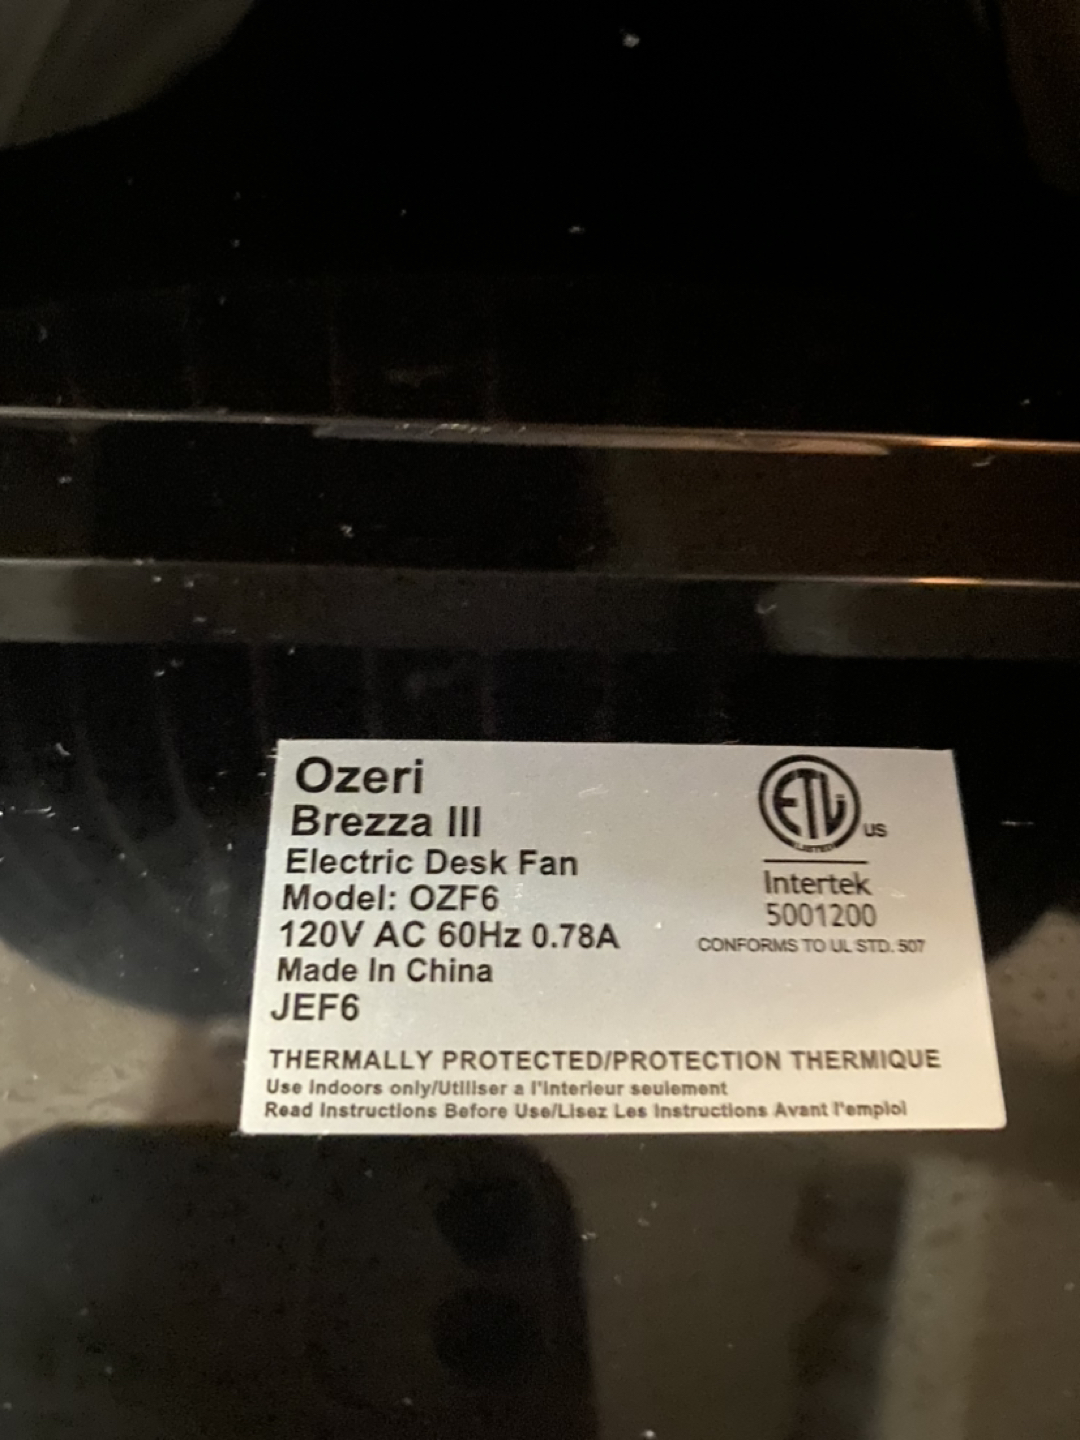 Ozeri
Brezza III
Electric Desk Fan
Model: OZF6
120V AC 60Hz 0.78A
Made In China
JEF6
ETL
LISTED
US
Intertek
5001200
CONFORMS TO UL STD. 507
THERMALLY PROTECTED/PROTECTION THERMIQUE
Use Indoors only/Utiliser a l'Interieur seulement
Read Instructions Before Use/Lisez Les Instructions Avant l'emploi